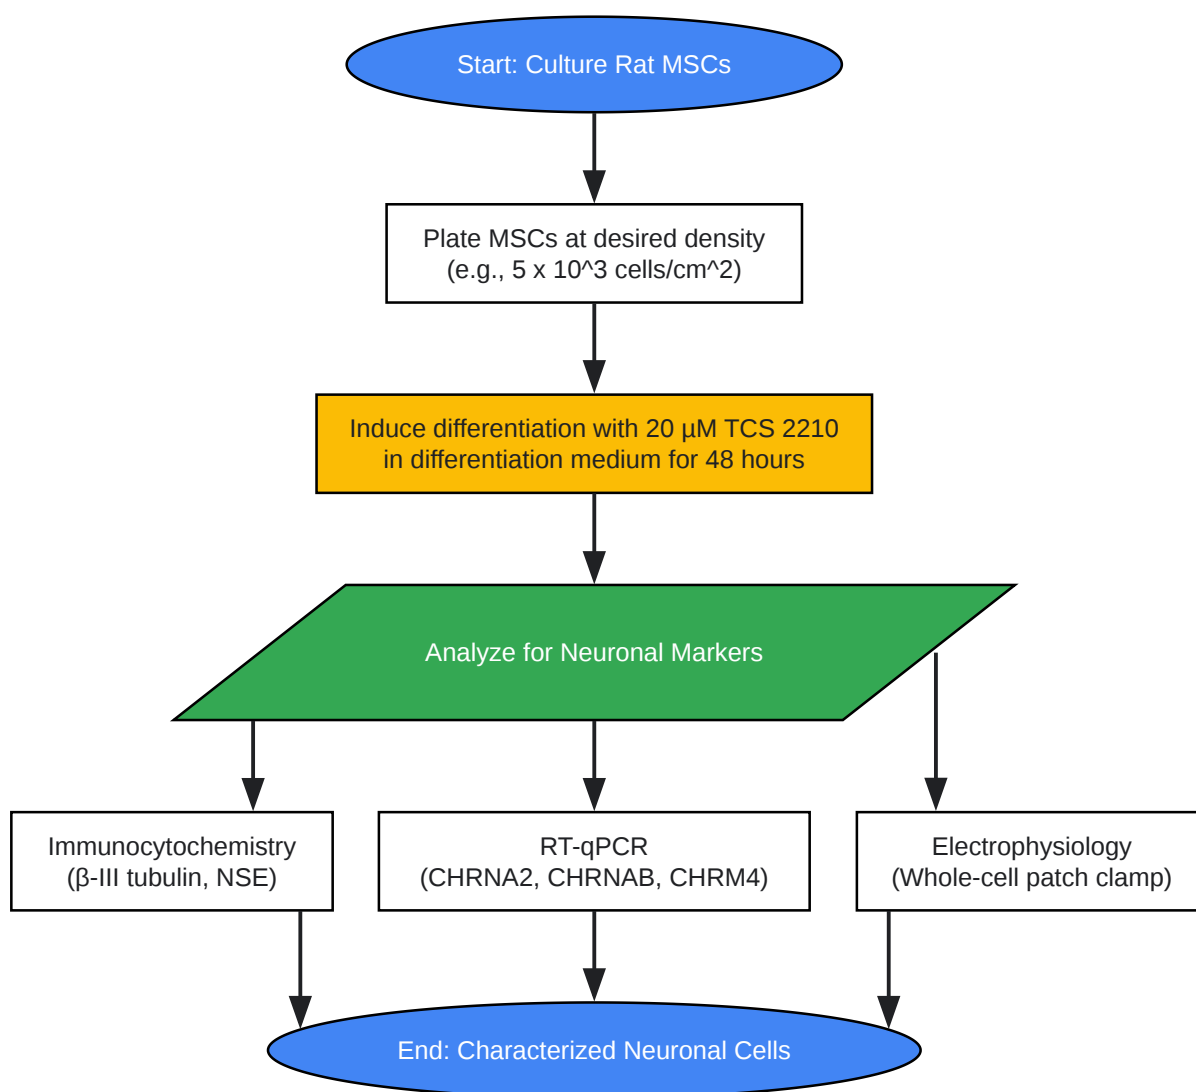 Start: Culture Rat MSCs
Plate MSCs at desired density
(e.g., 5 x 10^3 cells/cm^2)
Induce differentiation with 20 µM TCS 2210
in differentiation medium for 48 hours
Analyze for Neuronal Markers
Immunocytochemistry
(β-III tubulin, NSE)
RT-qPCR
(CHRNA2, CHRNAB, CHRM4)
Electrophysiology
(Whole-cell patch clamp)
End: Characterized Neuronal Cells